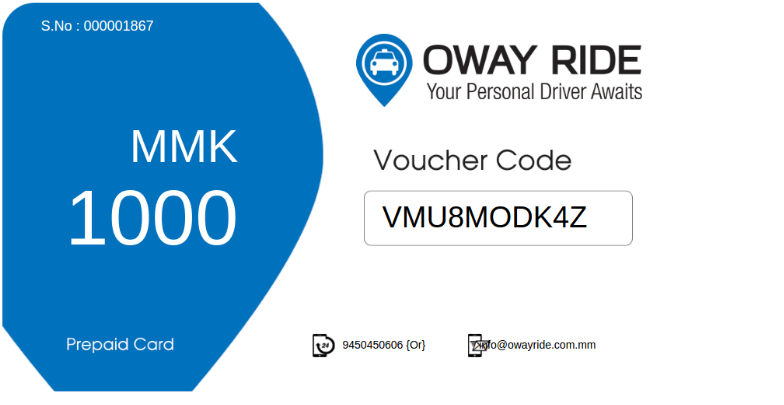 S.No : 000001867
OWAY RIDE
Your Personal Driver Awaits
MMK
1000
Voucher Code
VMU8MODK4Z
Prepaid Card
24
9450450606 {Or}
info@owayride.com.mm